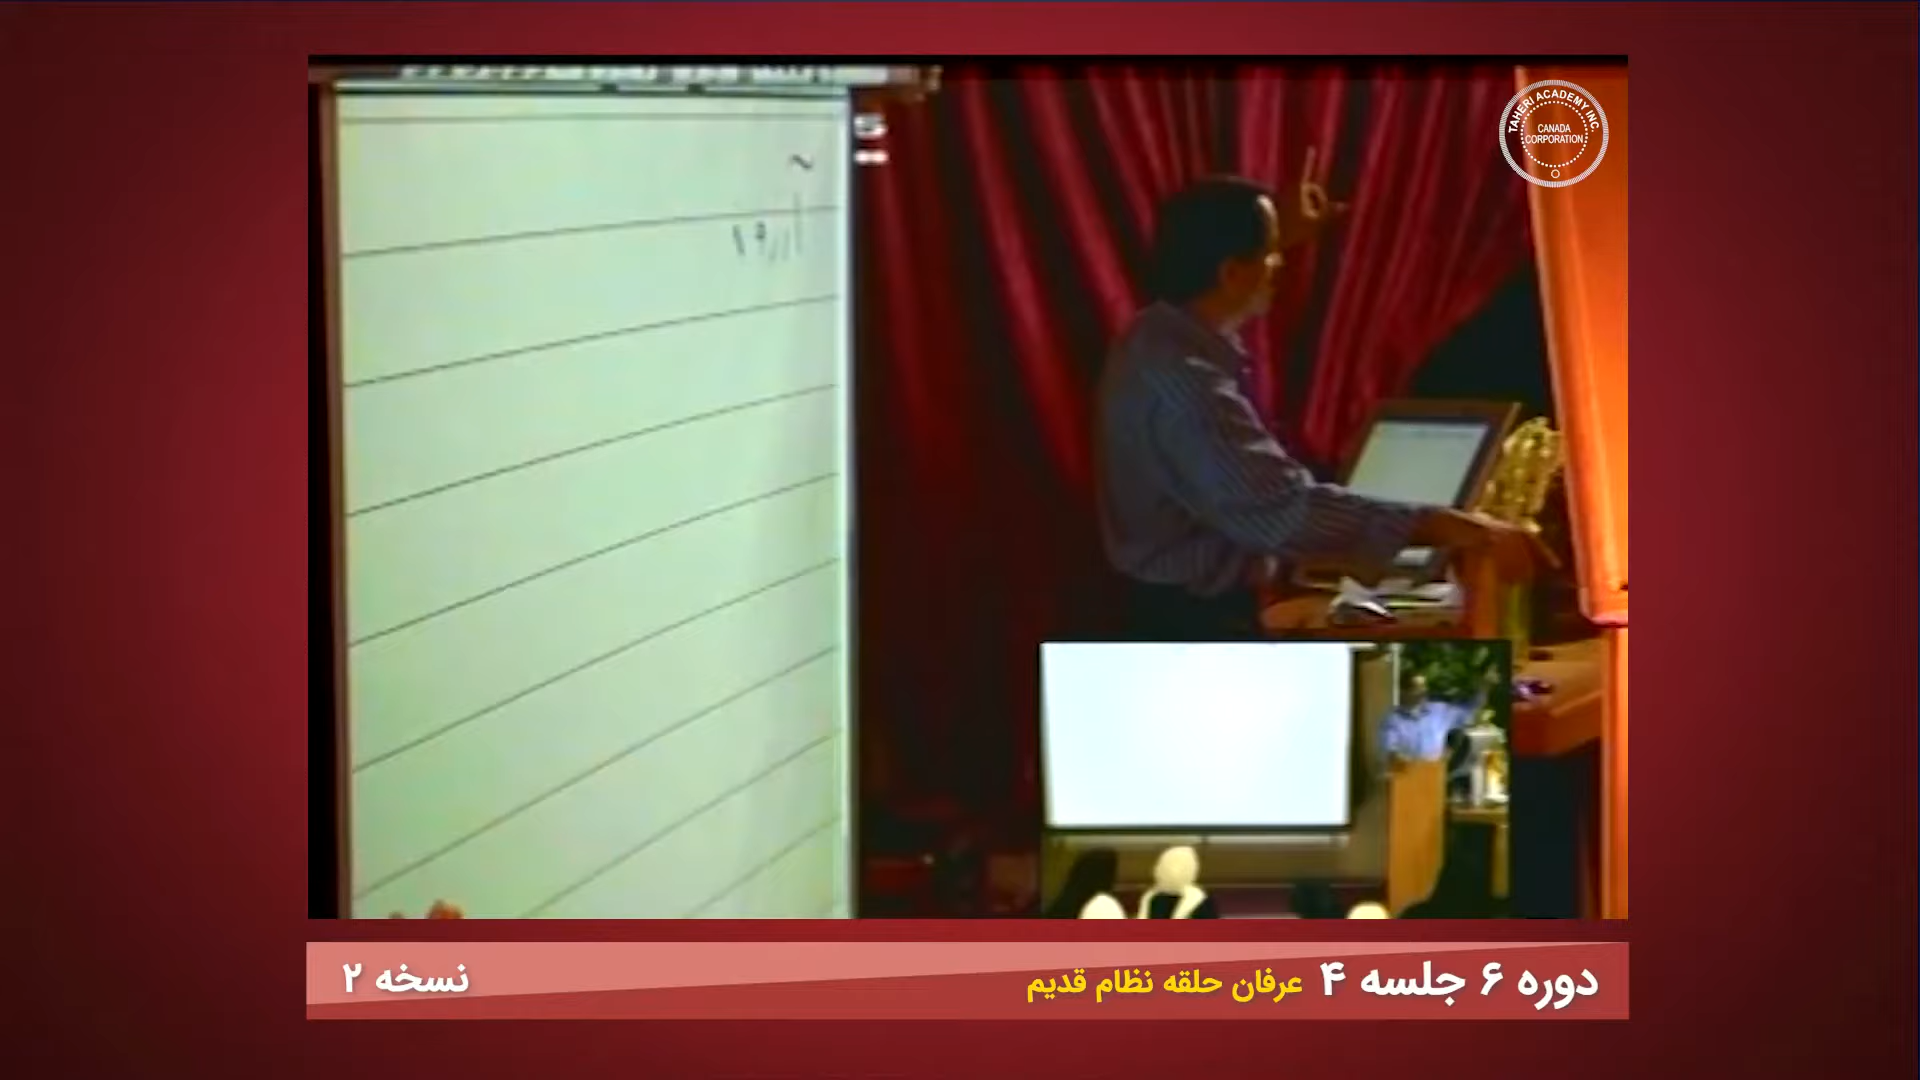 TAHERI ACADEMY INC.
CANADA
CORPORATION
دوره ۶ جلسه ۴ عرفان حلقه نظام قدیم
نسخه ۲